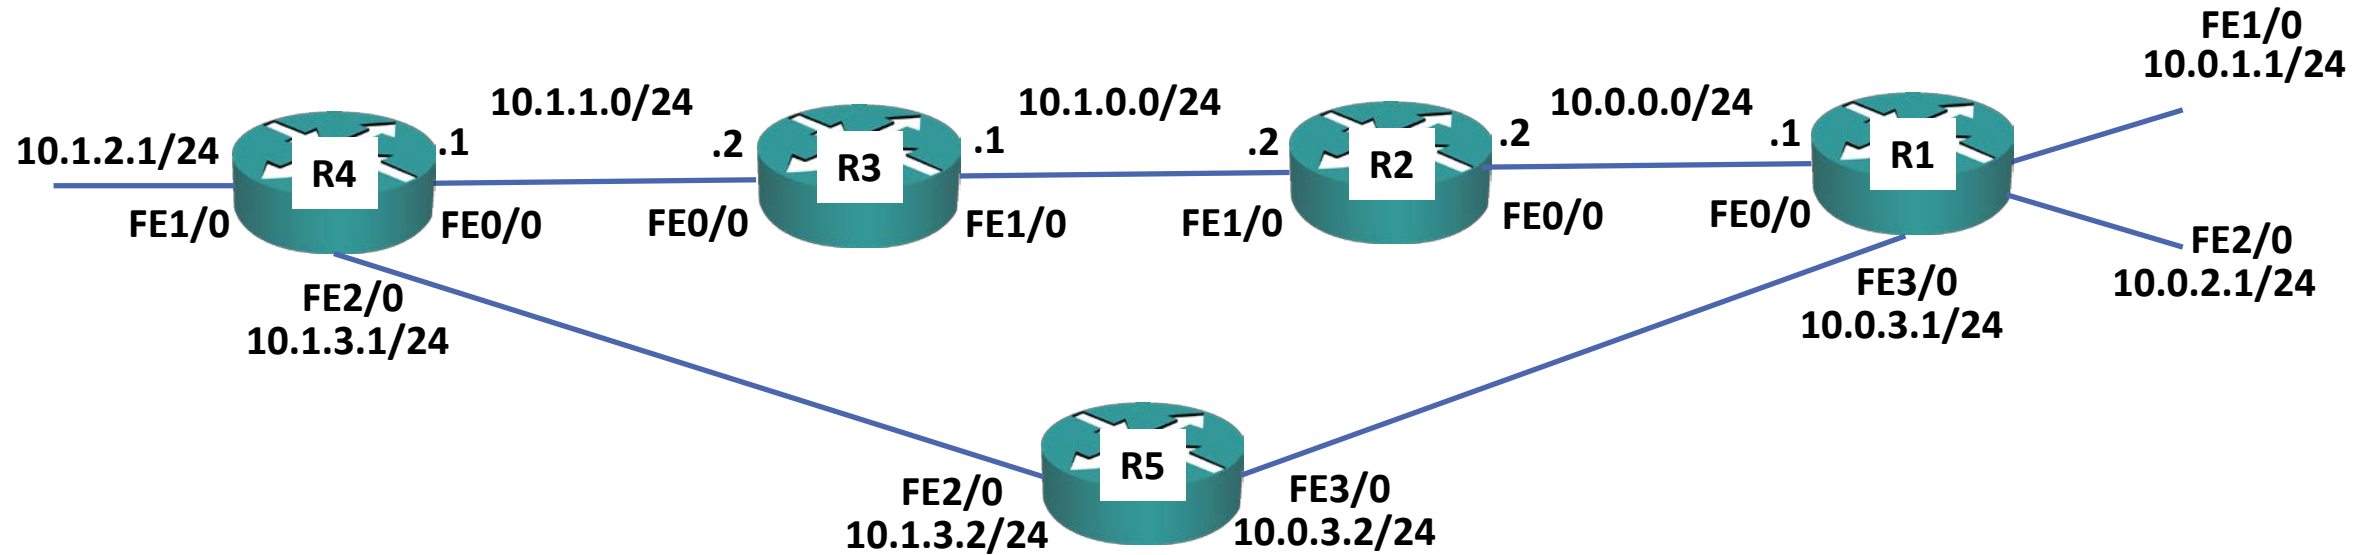 FE1/0
10.0.1.1/24
10.1.1.0/24
10.1.0.0/24
10.0.0.0/24
10.1.2.1/24
.1
.2
.1
.2
.2
.1
R4
R3
R2
R1
FE1/0
FE0/0
FE0/0
FE1/0
FE1/0
FE0/0
FE0/0
FE2/0
10.0.2.1/24
FE2/0
10.1.3.1/24
FE3/0
10.0.3.1/24
R5
FE2/0
10.1.3.2/24
FE3/0
10.0.3.2/24